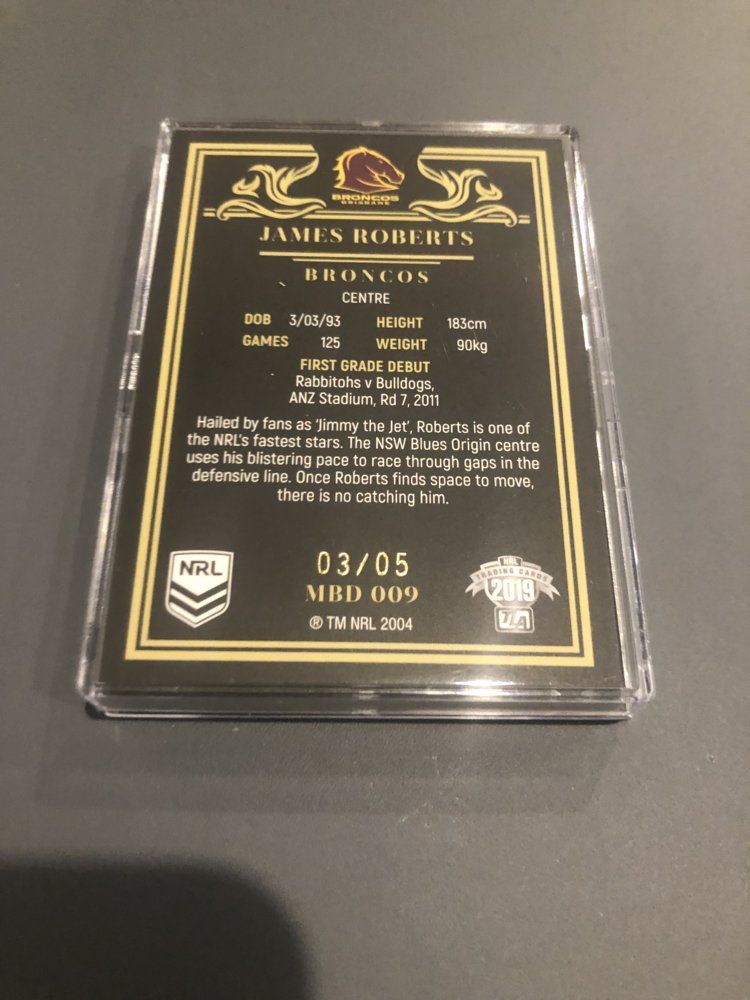 BRONCOS
BRISBANE
JAMES ROBERTS
BRONCOS
CENTRE
DOB 3/03/93 HEIGHT 183cm
GAMES 125 WEIGHT 90kg
FIRST GRADE DEBUT
Rabbitohs v Bulldogs,
ANZ Stadium, Rd 7, 2011
Hailed by fans as 'Jimmy the Jet', Roberts is one of
the NRL's fastest stars. The NSW Blues Origin centre
uses his blistering pace to race through gaps in the
defensive line. Once Roberts finds space to move,
there is no catching him.
NRL
03/05
MBD 009
® TM NRL 2004
NRL
TRADING CARDS
2019
TLA